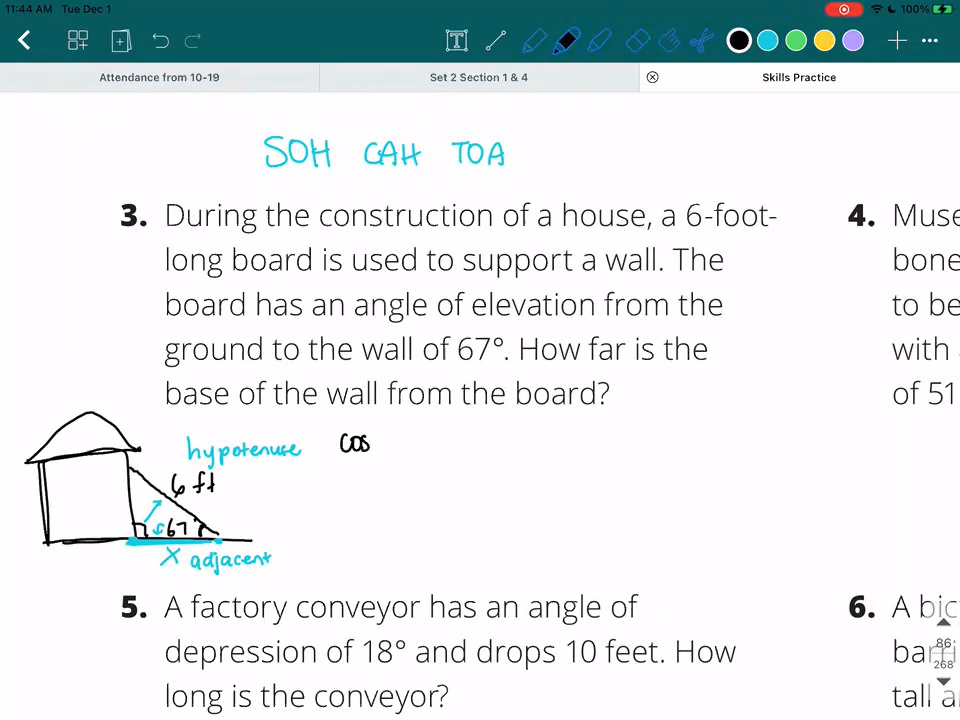 11:44 AM Tue Dec 1
100%
Attendance from 10-19
Set 2 Section 1 & 4
Skills Practice
SOH CAH TOA
3. During the construction of a house, a 6-foot-
long board is used to support a wall. The
board has an angle of elevation from the
ground to the wall of 67°. How far is the
base of the wall from the board?
hypotenuse cos
6 ft
67
x adjacent
4. Muse
bone
to be
with
of 51
5. A factory conveyor has an angle of
depression of 18° and drops 10 feet. How
long is the conveyor?
6. A bic
tall a
86
268